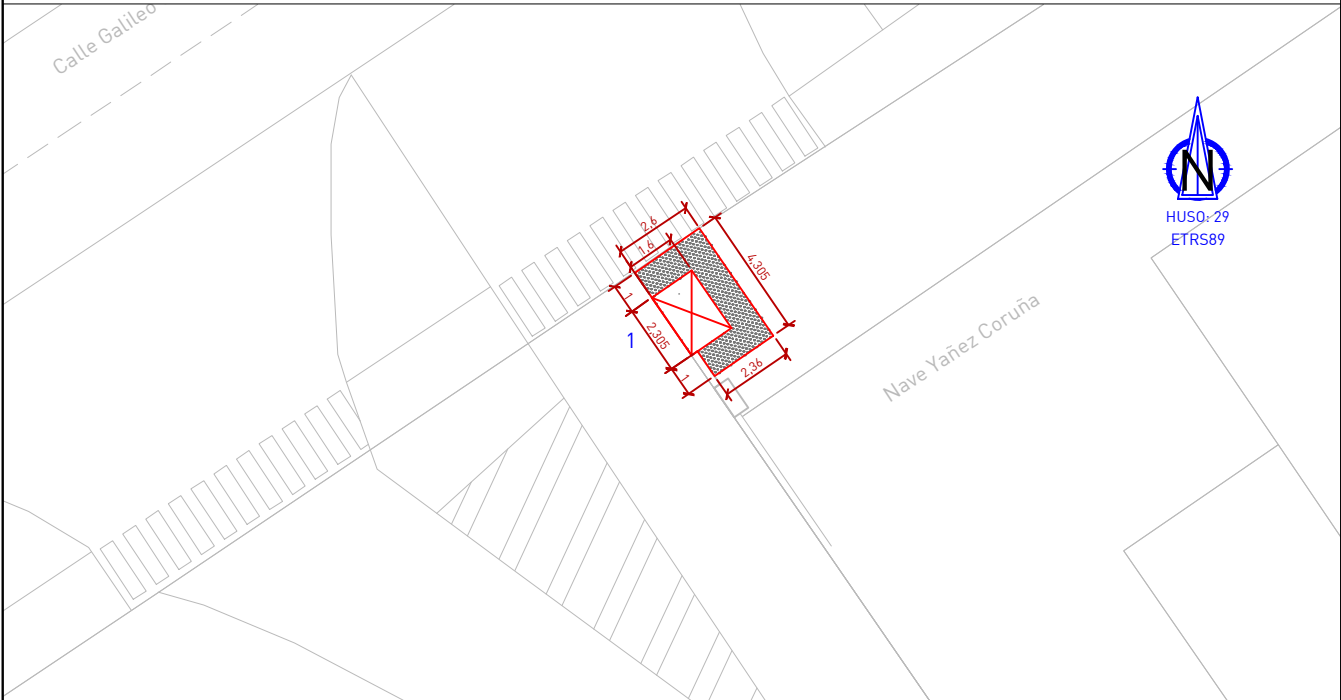 Calle Galileo
N
HUSO: 29
ETRS89
2,6
1,6
4,305
1
2,305
1
1
2,36
Nave Yañez Coruña